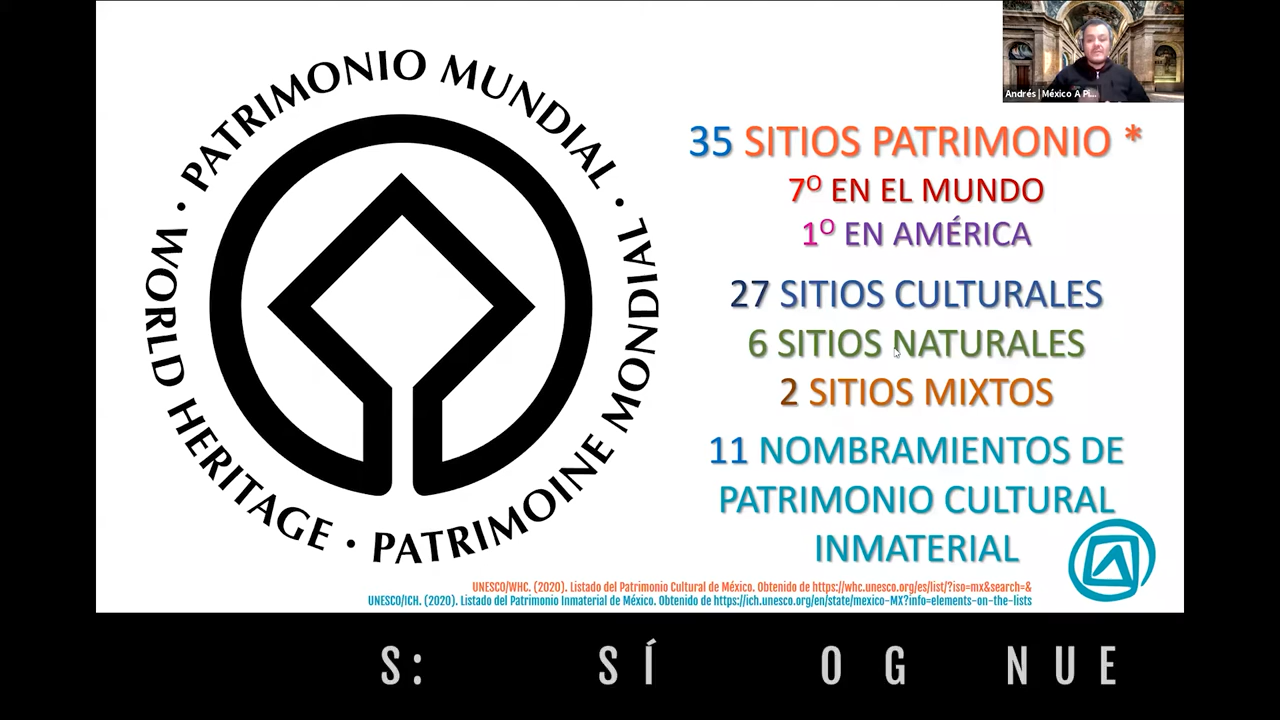 PATRIMONIO MUNDIAL •
WORLD HERITAGE •
PATRIMOINE MONDIAL •
Andrés | México A Pi...
35 SITIOS PATRIMONIO *
7º EN EL MUNDO
1º EN AMÉRICA
27 SITIOS CULTURALES
6 SITIOS NATURALES
2 SITIOS MIXTOS
11 NOMBRAMIENTOS DE
PATRIMONIO CULTURAL
INMATERIAL
UNESCO/WHC. (2020). Listado del Patrimonio Cultural de México. Obtenido de https://whc.unesco.org/es/list/?iso=mx&search=&
UNESCO/ICH. (2020). Listado del Patrimonio Inmaterial de México. Obtenido de https://ich.unesco.org/en/state/mexico-MX?info=elements-on-the-lists
S: SÍ OG NUE